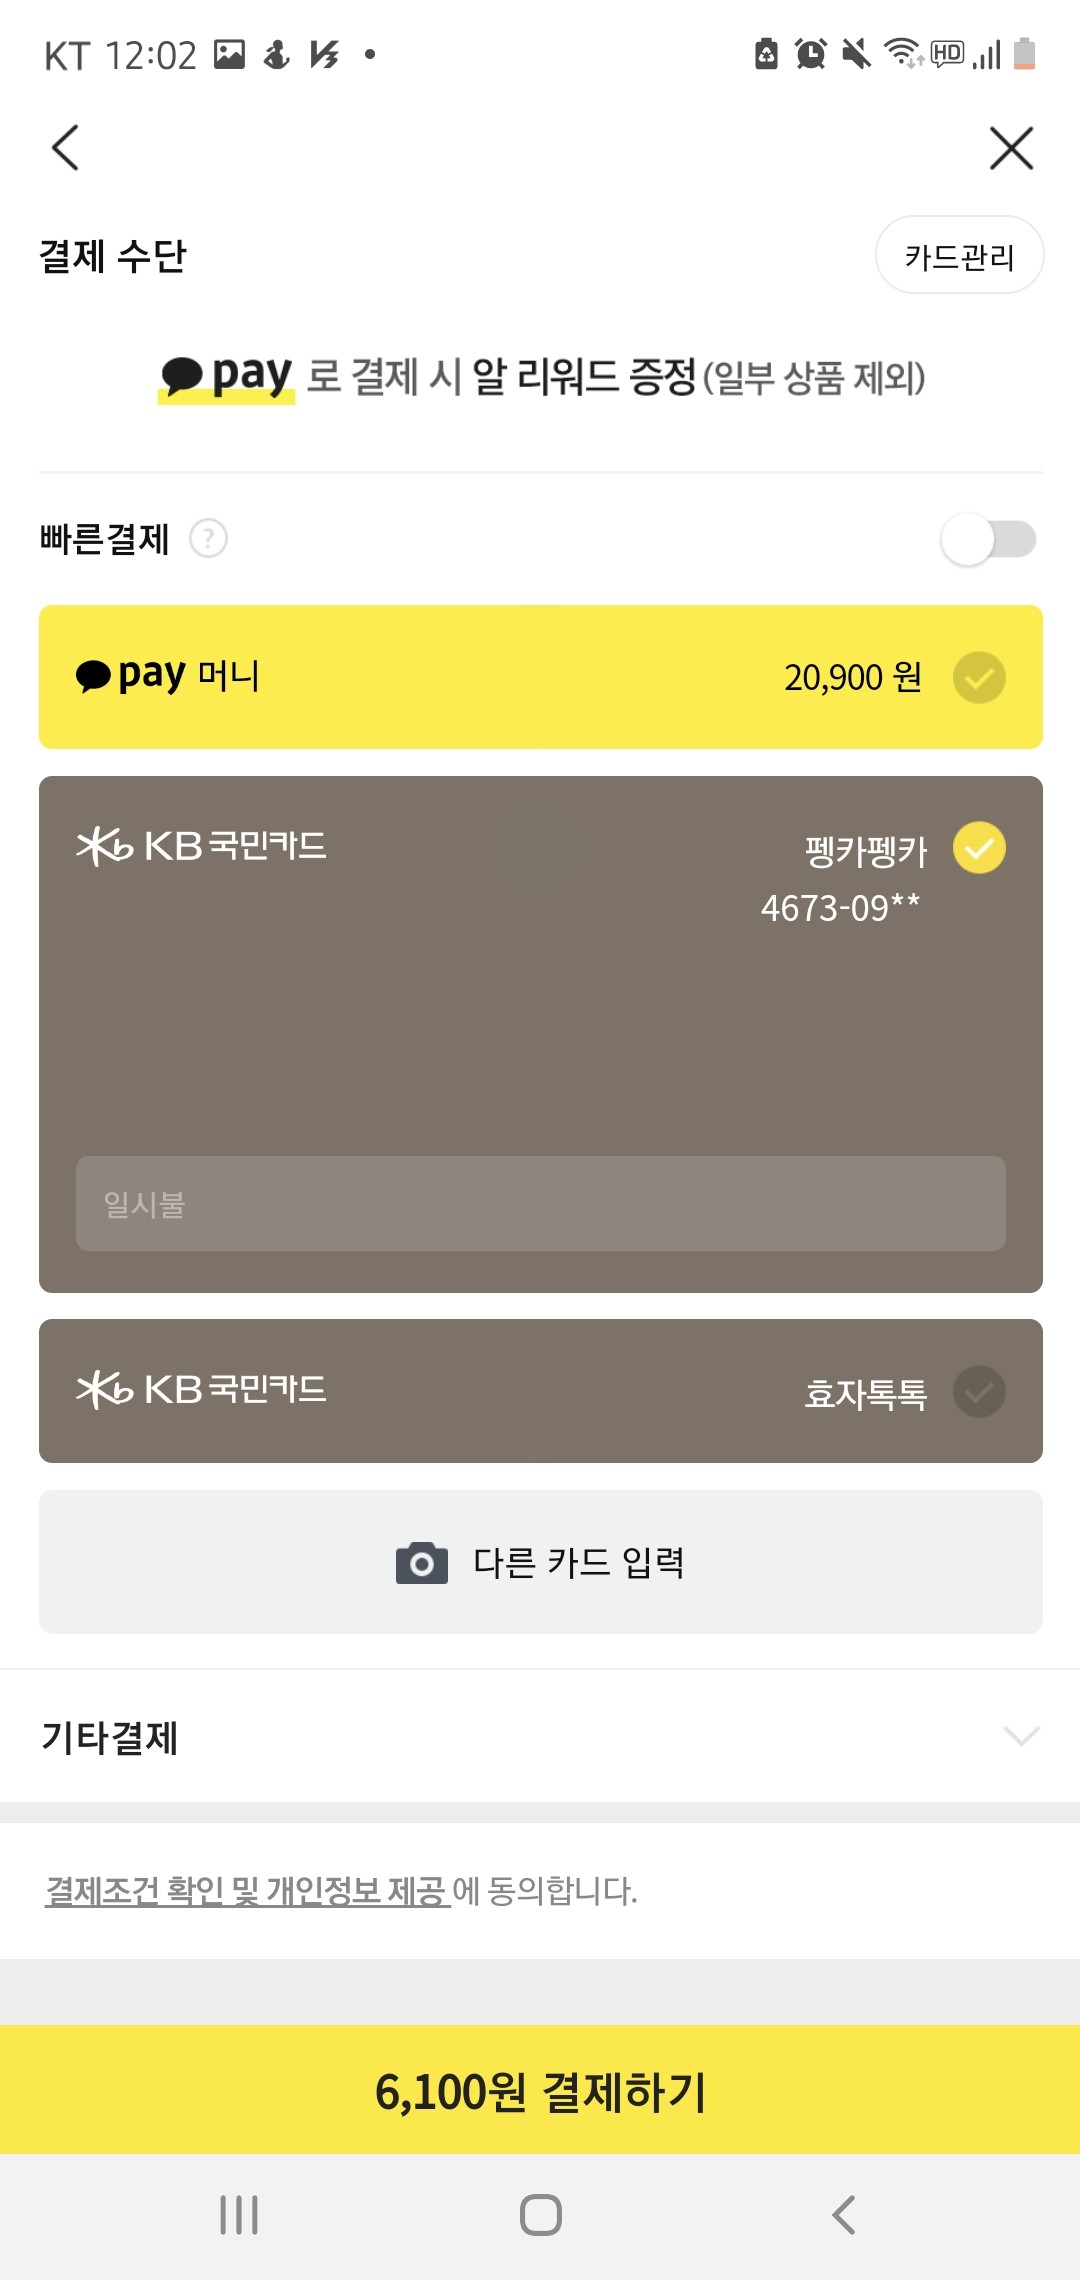 KT 12:02
HD
결제 수단
카드관리
pay 로 결제 시 알 리워드 증정 (일부 상품 제외)
빠른결제 ?
pay 머니
20,900 원
KB 국민카드
펭카펭카
4673-09**
일시불
KB 국민카드
효자톡톡
다른 카드 입력
기타결제
결제조건 확인 및 개인정보 제공 에 동의합니다.
6,100원 결제하기